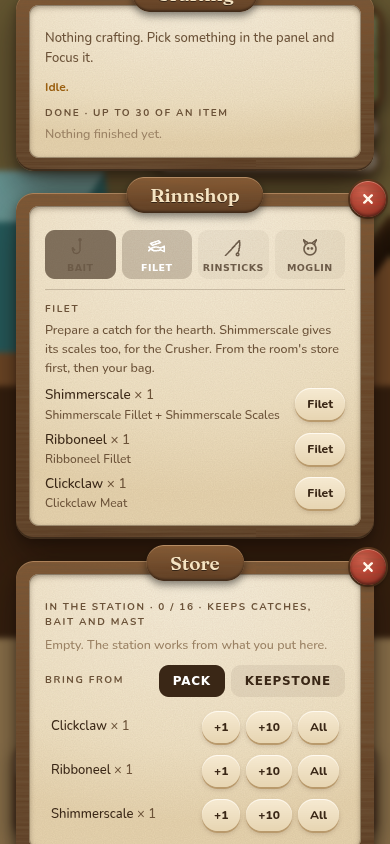 Nothing crafting. Pick something in the panel and
Focus it.
Idle.
DONE · UP TO 30 OF AN ITEM
Nothing finished yet.
Rinnshop
BAIT
FILET
RINSTICKS
MOGLIN
FILET
Prepare a catch for the hearth. Shimmerscale gives
its scales too, for the Crusher. From the room's store
first, then your bag.
Shimmerscale × 1
Shimmerscale Fillet + Shimmerscale Scales
Filet
Ribboneel × 1
Ribboneel Fillet
Filet
Clickclaw × 1
Clickclaw Meat
Filet
Store
IN THE STATION · 0 / 16 · KEEPS CATCHES,
BAIT AND MAST
Empty. The station works from what you put here.
BRING FROM
PACK
KEEPSTONE
Clickclaw × 1
+1
+10
All
Ribboneel × 1
+1
+10
All
Shimmerscale × 1
+1
+10
All